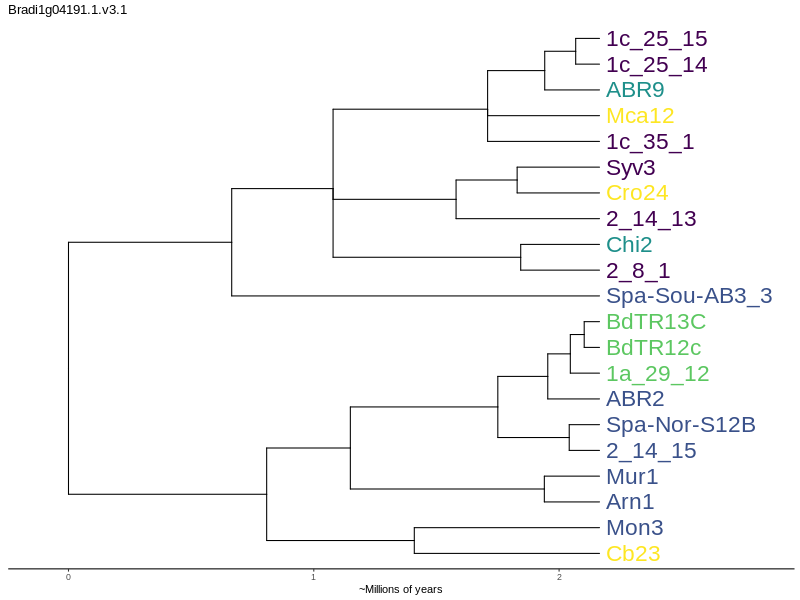 Bradi1g04191.1.v3.1
1c_25_15
1c_25_14
ABR9
Mca12
1c_35_1
Syv3
Cro24
2_14_13
Chi2
2_8_1
Spa-Sou-AB3_3
BdTR13C
BdTR12c
1a_29_12
ABR2
Spa-Nor-S12B
2_14_15
Mur1
Arn1
Mon3
Cb23
0 1 2
~Millions of years